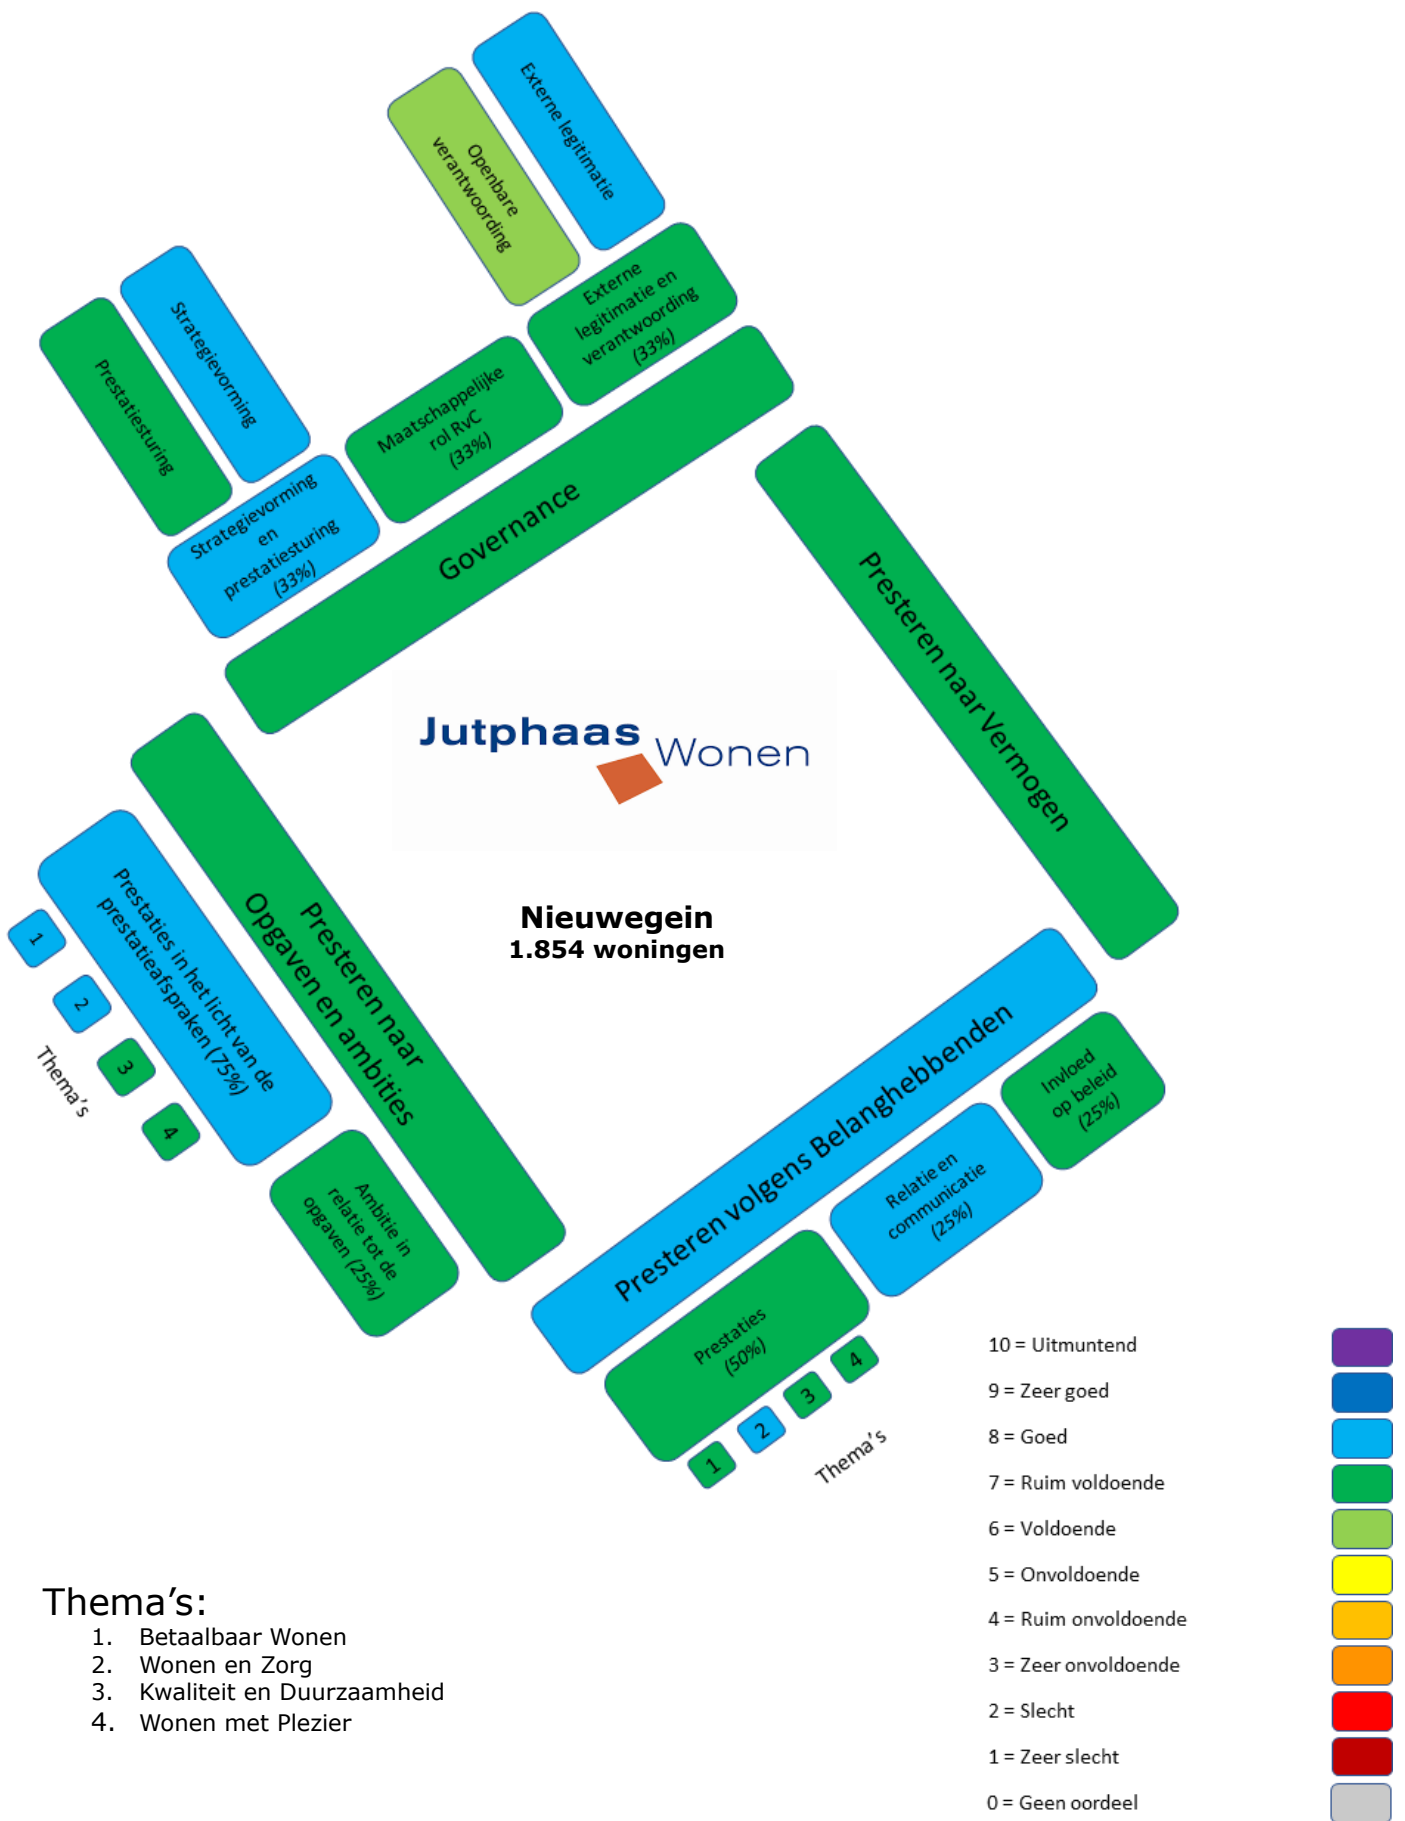 Externe legitimatie
Openbare
verantwoording
Externe
legitimatie en
verantwoording
(33%)
Strategievorming
Prestatiesturing
Maatschappelijke
rol RvC
(33%)
Strategievorming
en
prestatiesturing
(33%)
Governance
Presteren naar Vermogen
Jutphaas
Wonen
Nieuwegein
1.854 woningen
Presteren naar
Opgaven en ambities
Prestaties in het licht van de
prestatieafspraken (75%)
1
2
3
4
Thema's
Ambitie in
relatie tot de
opgaven (25%)
Presteren volgens Belanghebbenden
Invloed
op beleid
(25%)
Relatie en
communicatie
(25%)
Prestaties
(50%)
1
2
3
4
Thema's
10 = Uitmuntend
9 = Zeer goed
8 = Goed
7 = Ruim voldoende
6 = Voldoende
5 = Onvoldoende
4 = Ruim onvoldoende
3 = Zeer onvoldoende
2 = Slecht
1 = Zeer slecht
0 = Geen oordeel
Thema's:
1. Betaalbaar Wonen
2. Wonen en Zorg
3. Kwaliteit en Duurzaamheid
4. Wonen met Plezier